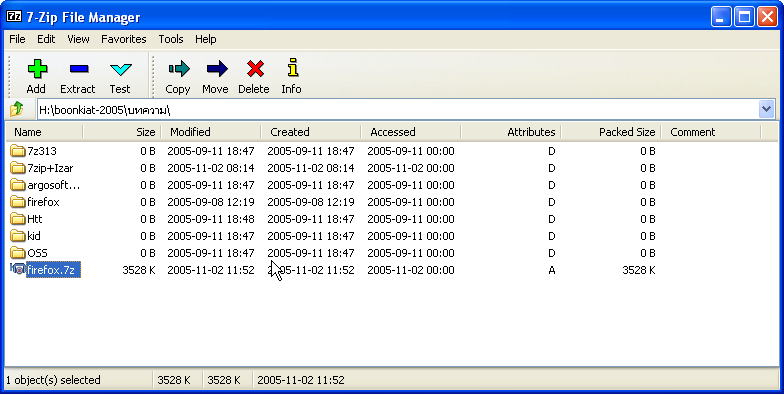 7-Zip File Manager
File Edit View Favorites Tools Help
Add Extract Test Copy Move Delete Info
H:\boonkiat-2005\บทความ\
Name Size Modified Created Accessed Attributes Packed Size Comment
7z313 0 B 2005-09-11 18:47 2005-09-11 18:47 2005-09-11 00:00 D 0 B
7zip+Izar 0 B 2005-11-02 08:14 2005-11-02 08:14 2005-11-02 00:00 D 0 B
argosoft... 0 B 2005-09-11 18:47 2005-09-11 18:47 2005-09-11 00:00 D 0 B
firefox 0 B 2005-09-08 12:19 2005-09-08 12:19 2005-09-11 00:00 D 0 B
Htt 0 B 2005-09-11 18:48 2005-09-11 18:47 2005-09-11 00:00 D 0 B
kid 0 B 2005-09-11 18:47 2005-09-11 18:47 2005-09-11 00:00 D 0 B
OSS 0 B 2005-09-11 18:47 2005-09-11 18:47 2005-09-11 00:00 D 0 B
firefox.7z 3528 K 2005-11-02 11:52 2005-11-02 11:52 2005-11-02 00:00 A 3528 K
1 object(s) selected 3528 K 3528 K 2005-11-02 11:52